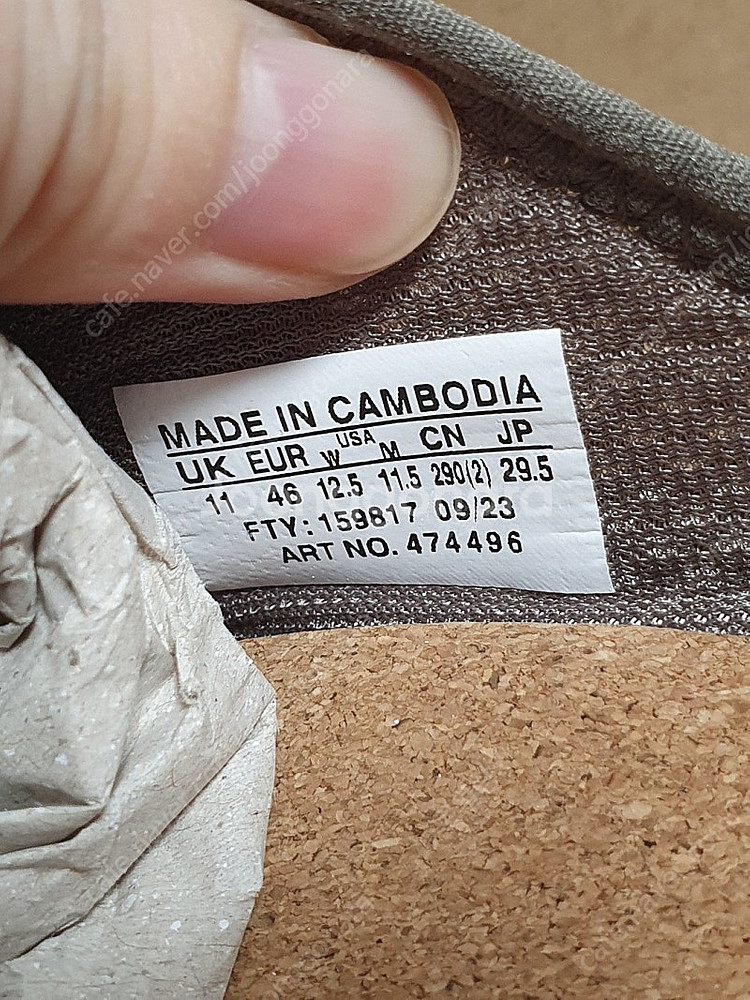 MADE IN CAMBODIA
UK EUR W USA M CN JP
11 46 12.5 11.5 290(2) 29.5
FTY: 159817 09/23
ART NO. 474496
cafe.naver.com/joonggonara